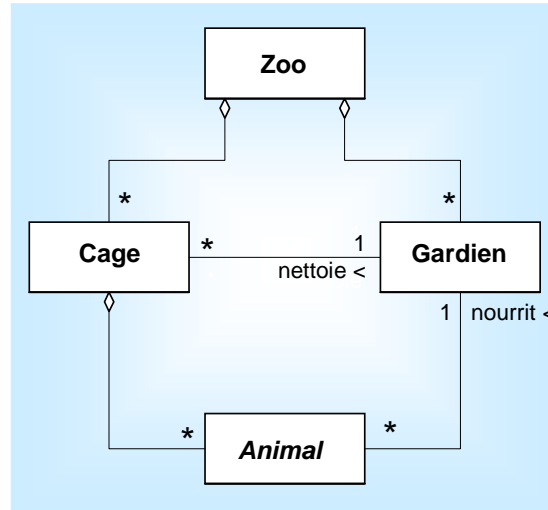 Zoo
* *
Cage * 1 Gardien
nettoie <
1 nourrit <
* *
Animal